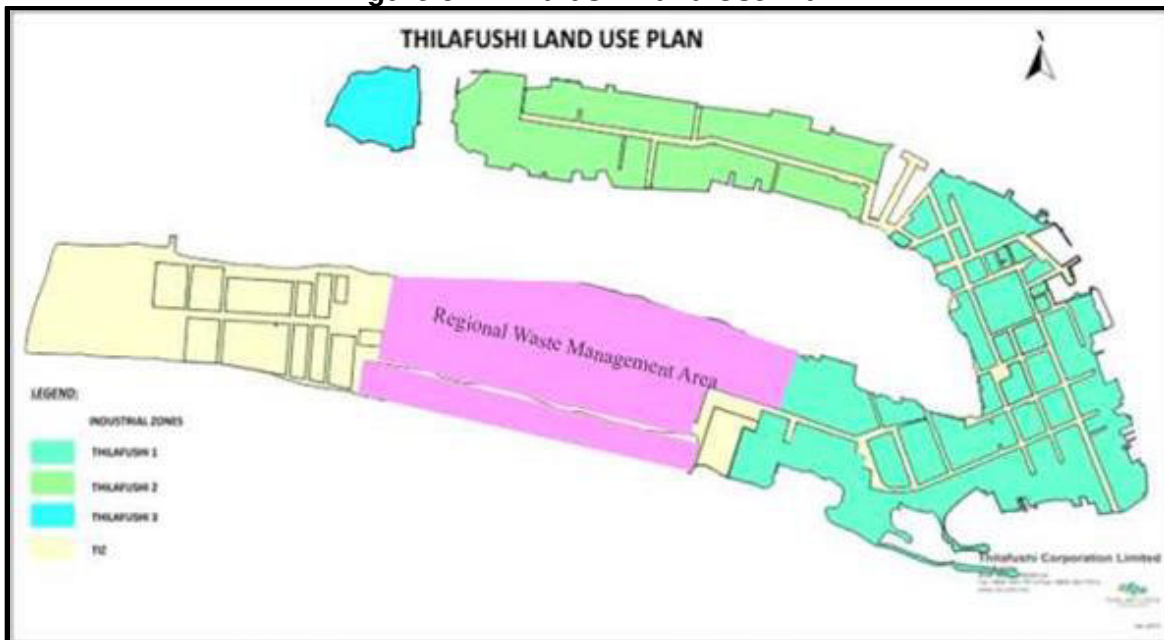 THILAFUSHI LAND USE PLAN
Regional Waste Management Area
LEGEND:
INDUSTRIAL ZONES
THILAFUSHI 1
THILAFUSHI 2
THILAFUSHI 3
TIZ
Thilafushi Corporation Limited